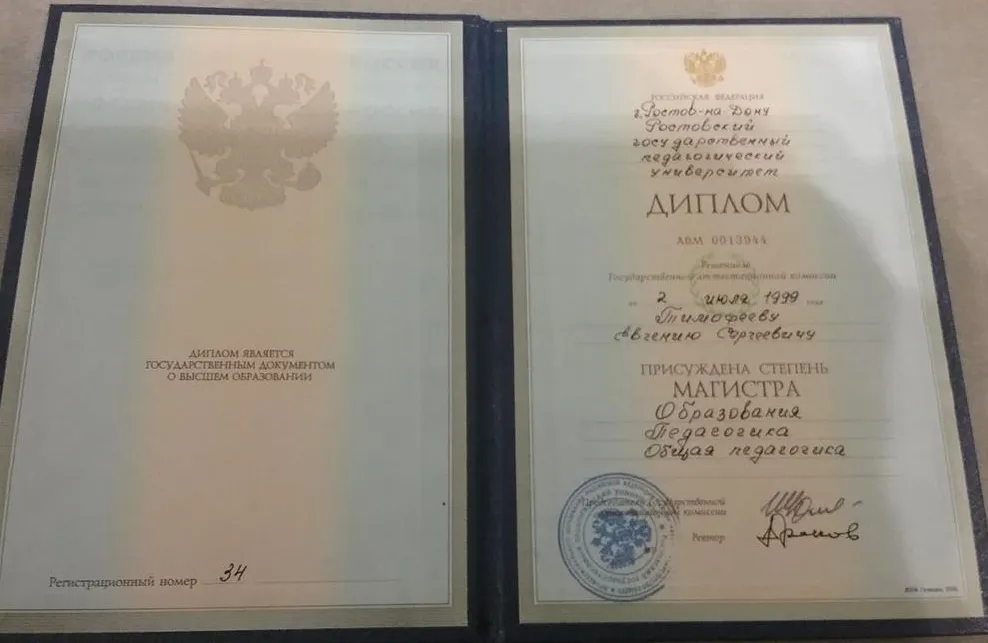 ДИПЛОМ ЯВЛЯЕТСЯ
ГОСУДАРСТВЕННЫМ ДОКУМЕНТОМ
О ВЫСШЕМ ОБРАЗОВАНИИ
Регистрационный номер 34
РОССИЙСКАЯ ФЕДЕРАЦИЯ
г. Ростов-на-Дону
Ростовский
государственный
педагогический
университет
ДИПЛОМ
АВМ 0013944
Решением
Государственной аттестационной комиссии
от 2 июля 1999 года
Тимофееву
Евгению Сергеевичу
ПРИСУЖДЕНА СТЕПЕНЬ
МАГИСТРА
Образования
Педагогика
Общая педагогика
Председатель Государственной
аттестационной комиссии
Ректор